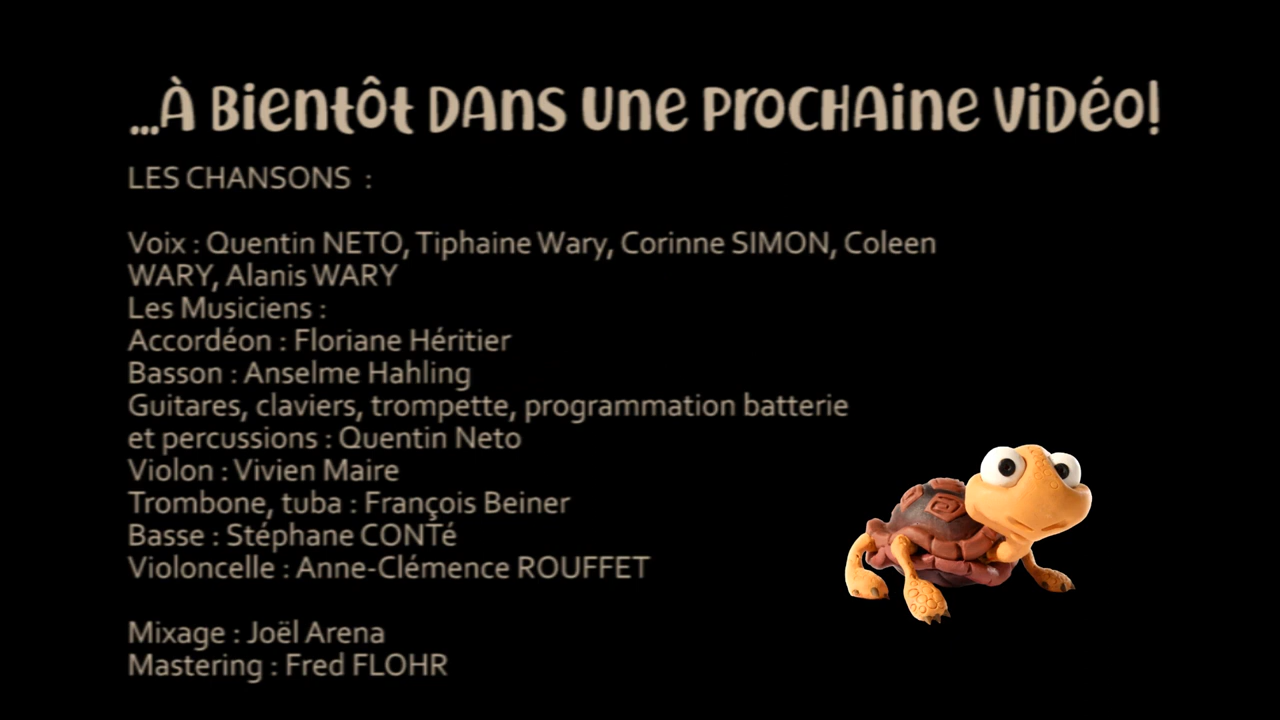 ...À Bientôt DANS Une PROCHAine ViDéo!
LES CHANSONS :
Voix : Quentin NETO, Tiphaine Wary, Corinne SIMON, Coleen
WARY, Alanis WARY
Les Musiciens :
Accordéon : Floriane Héritier
Basson : Anselme Hahling
Guitares, claviers, trompette, programmation batterie
et percussions : Quentin Neto
Violon : Vivien Maire
Trombone, tuba : François Beiner
Basse : Stéphane CONTé
Violoncelle : Anne-Clémence ROUFFET
Mixage : Joël Arena
Mastering : Fred FLOHR